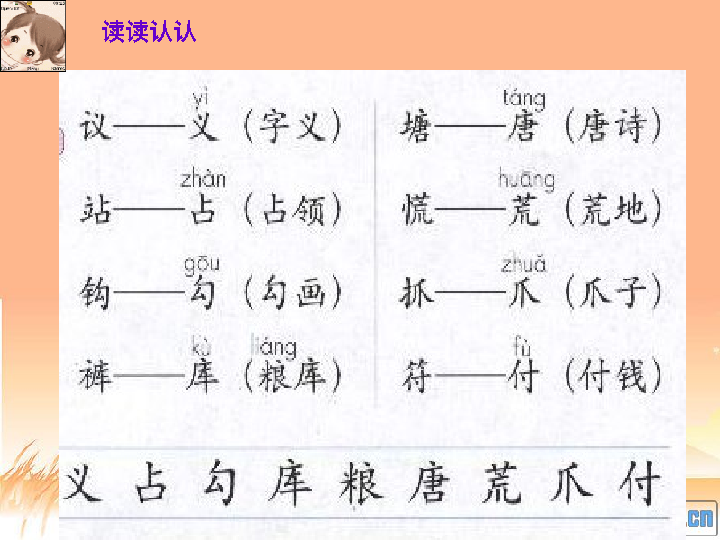 读读认认
yì táng
议——义（字义） 塘——唐（唐诗）
zhàn huāng
站——占（占领） 慌——荒（荒地）
gōu zhuǎ
钩——勾（勾画） 抓——爪（爪子）
kù liáng fù
裤——库（粮库） 符——付（付钱）
义 占 勾 库 粮 唐 荒 爪 付
.cn